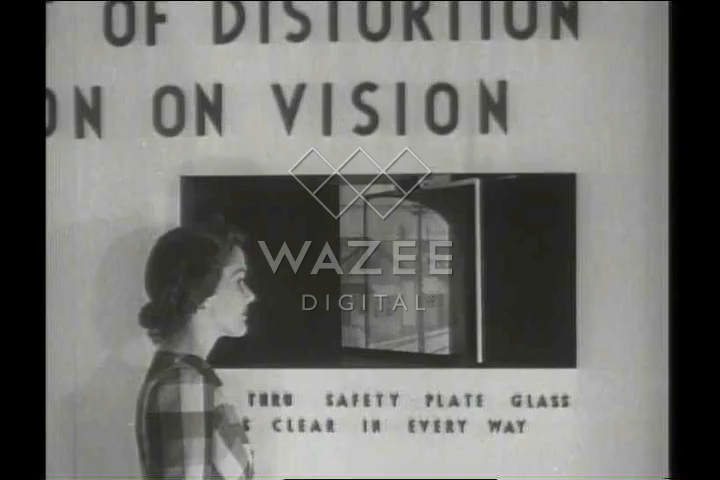 OF DISTORTION
ON ON VISION
WAZEE
DIGITAL
THRU SAFETY PLATE GLASS
S CLEAR IN EVERY WAY